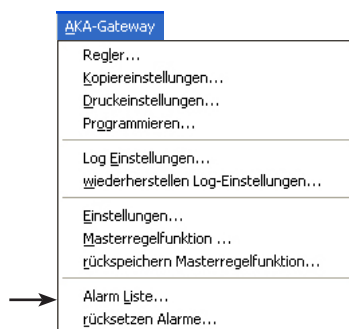 AKA-Gateway
Regler...
Kopiereinstellungen...
Druckeinstellungen...
Programmieren...
Log Einstellungen...
wiederherstellen Log-Einstellungen...
Einstellungen...
Masterregelfunktion ...
rückspeichern Masterregelfunktion...
Alarm Liste...
rücksetzen Alarme...